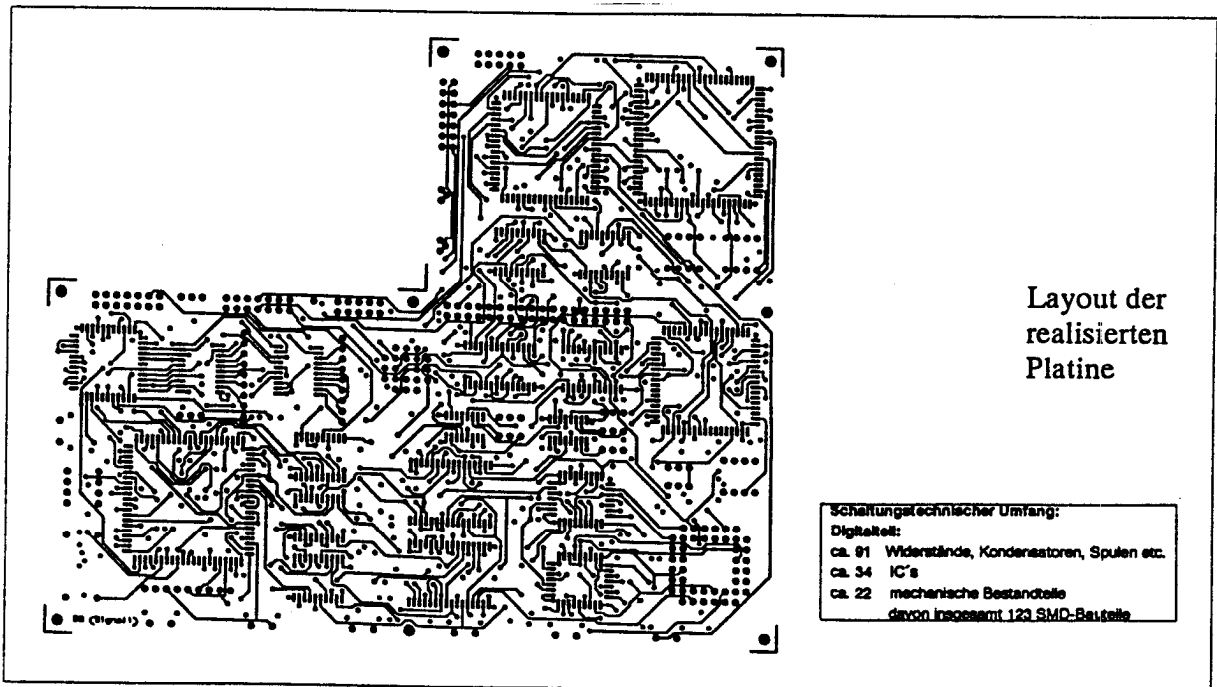 Layout der
realisierten
Platine
Schaltungstechnischer Umfang:
Digitalteil:
ca. 91 Widerstände, Kondensatoren, Spulen etc.
ca. 34 IC´s
ca. 22 mechanische Bestandteile
davon insgesamt 123 SMD-Bauteile
(Signal1)